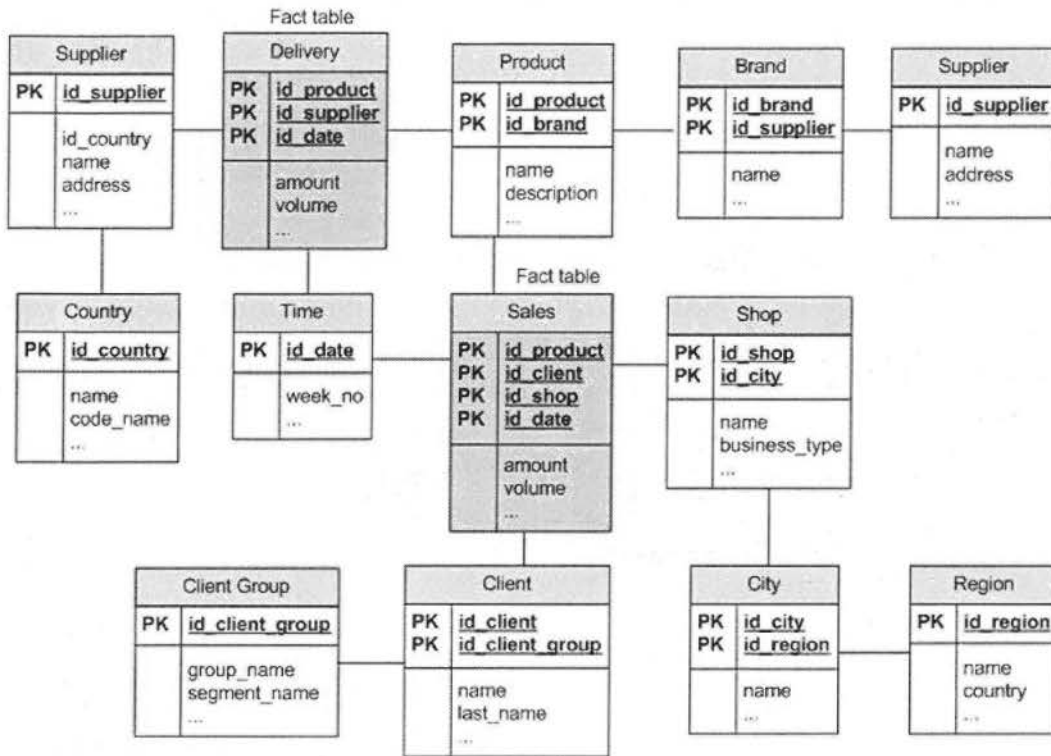 Fact table
Supplier
PK id_supplier
id_country
name
address
...
Delivery
PK id_product
PK id_supplier
PK id_date
amount
volume
...
Product
PK id_product
PK id_brand
name
description
...
Brand
PK id_brand
PK id_supplier
name
...
Supplier
PK id_supplier
name
address
...
Country
PK id_country
name
code_name
...
Time
PK id_date
week_no
...
Fact table
Sales
PK id_product
PK id_client
PK id_shop
PK id_date
amount
volume
...
Shop
PK id_shop
PK id_city
name
business_type
...
Client Group
PK id_client_group
group_name
segment_name
...
Client
PK id_client
PK id_client_group
name
last_name
...
City
PK id_city
PK id_region
name
...
Region
PK id_region
name
country
...